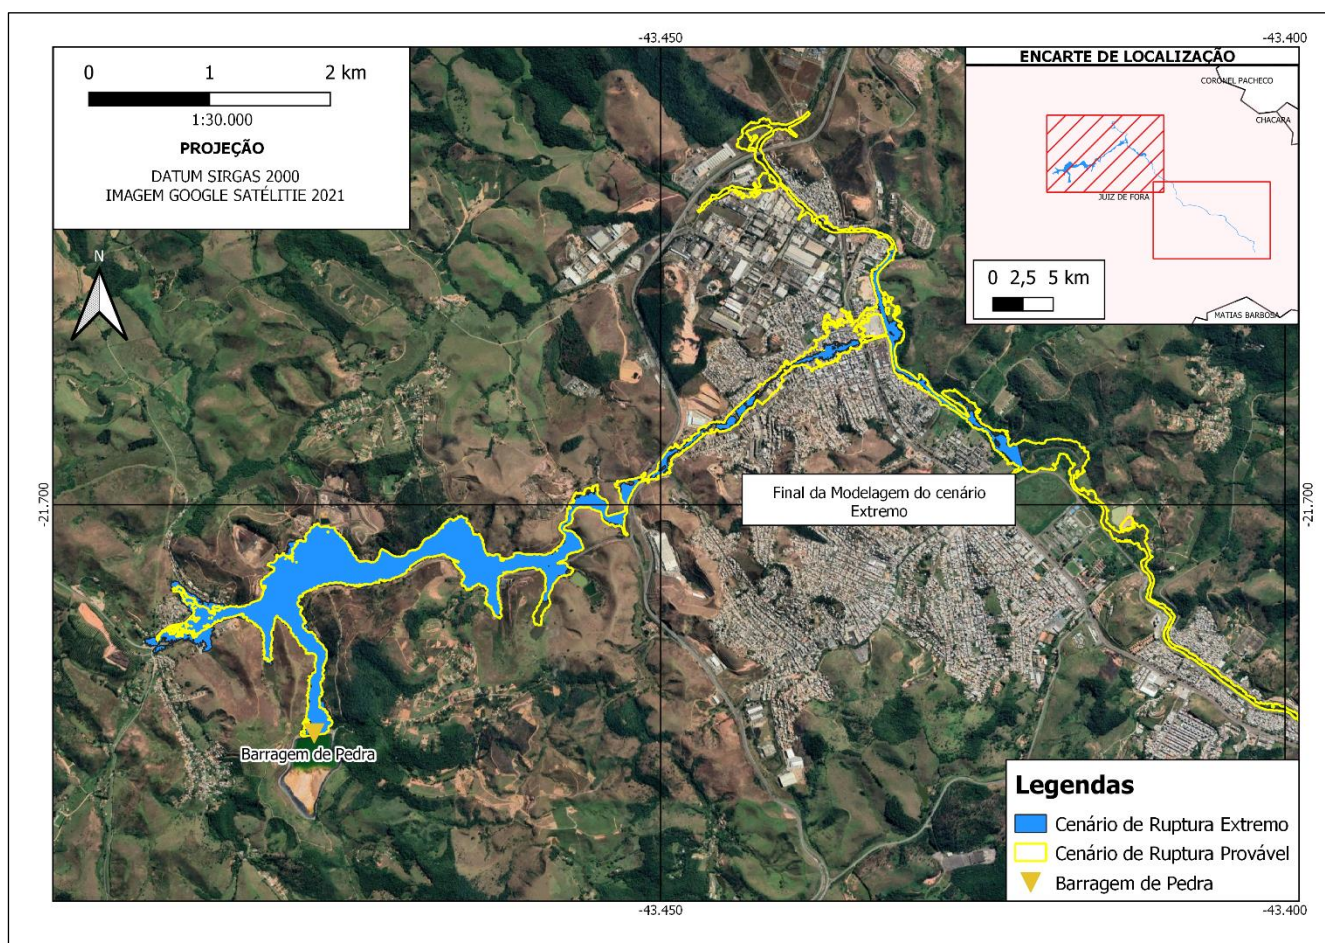 -43.450
-43.400
0 1 2 km
1:30.000
PROJEÇÃO
DATUM SIRGAS 2000
IMAGEM GOOGLE SATÉLITIE 2021
N
ENCARTE DE LOCALIZAÇÃO
CORONEL PACHECO
CHÁCARA
JUIZ DE FORA
0 2,5 5 km
MATIAS BARBOSA
-21.700
-21.700
Final da Modelagem do cenário
Extremo
Barragem de Pedra
Legendas
Cenário de Ruptura Extremo
Cenário de Ruptura Provável
Barragem de Pedra
-43.450
-43.400